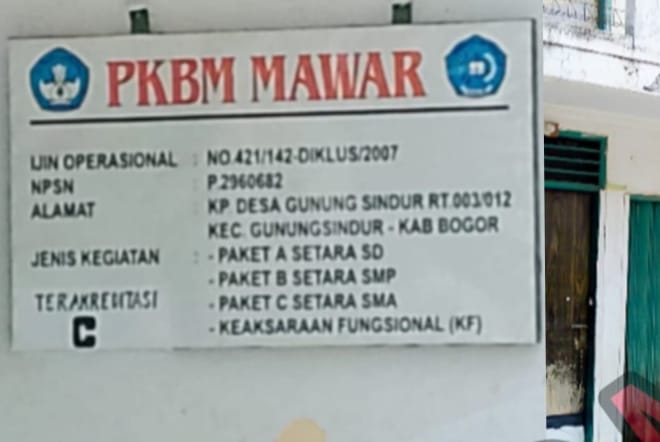 PKBM MAWAR
IJIN OPERASIONAL : NO.421/142-DIKLUS/2007
NPSN : P.2960682
ALAMAT : KP. DESA GUNUNG SINDUR RT.003/012
KEC. GUNUNGSINDUR - KAB BOGOR
JENIS KEGIATAN : - PAKET A SETARA SD
- PAKET B SETARA SMP
TERAKREDITASI - PAKET C SETARA SMA
C - KEAKSARAAN FUNGSIONAL (KF)